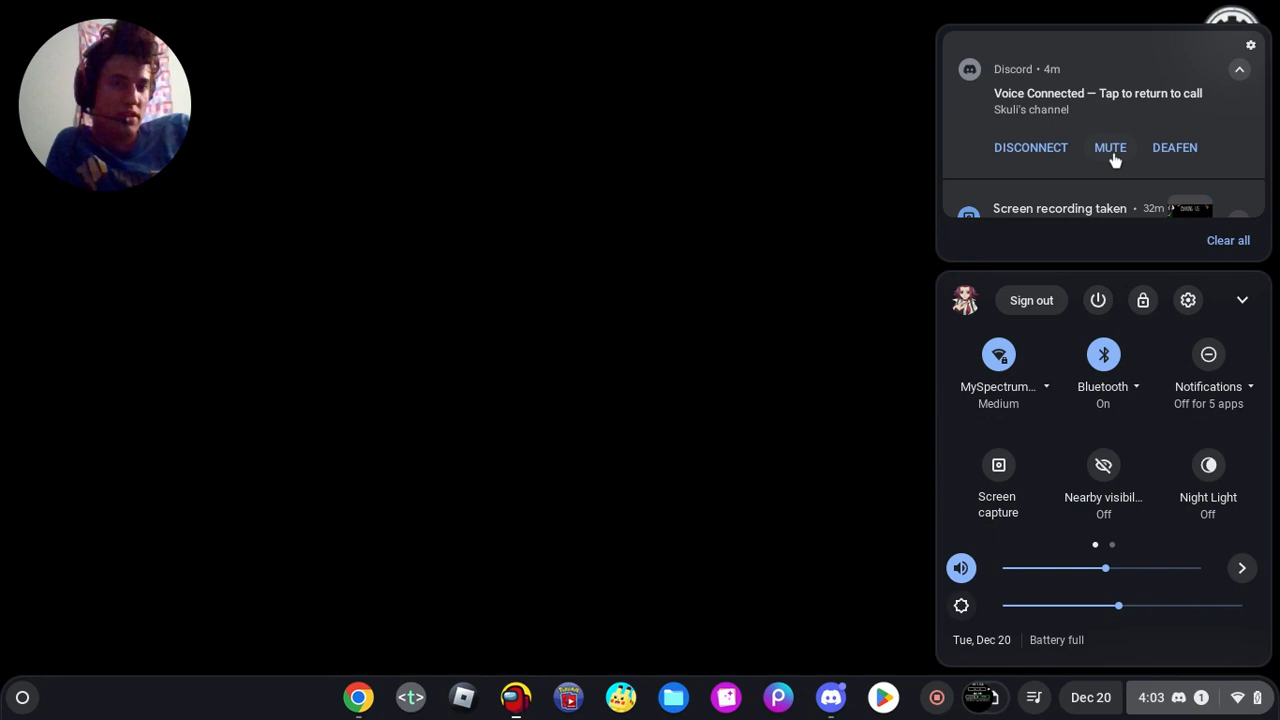 Discord • 4m
Voice Connected — Tap to return to call
Skuli's channel
DISCONNECT MUTE DEAFEN
Screen recording taken • 32m
Clear all
Sign out
MySpectrum... Bluetooth Notifications
Medium On Off for 5 apps
Screen capture
Nearby visibil...
Off
Night Light
Off
Tue, Dec 20 Battery full
<t>
Dec 20 4:03 1